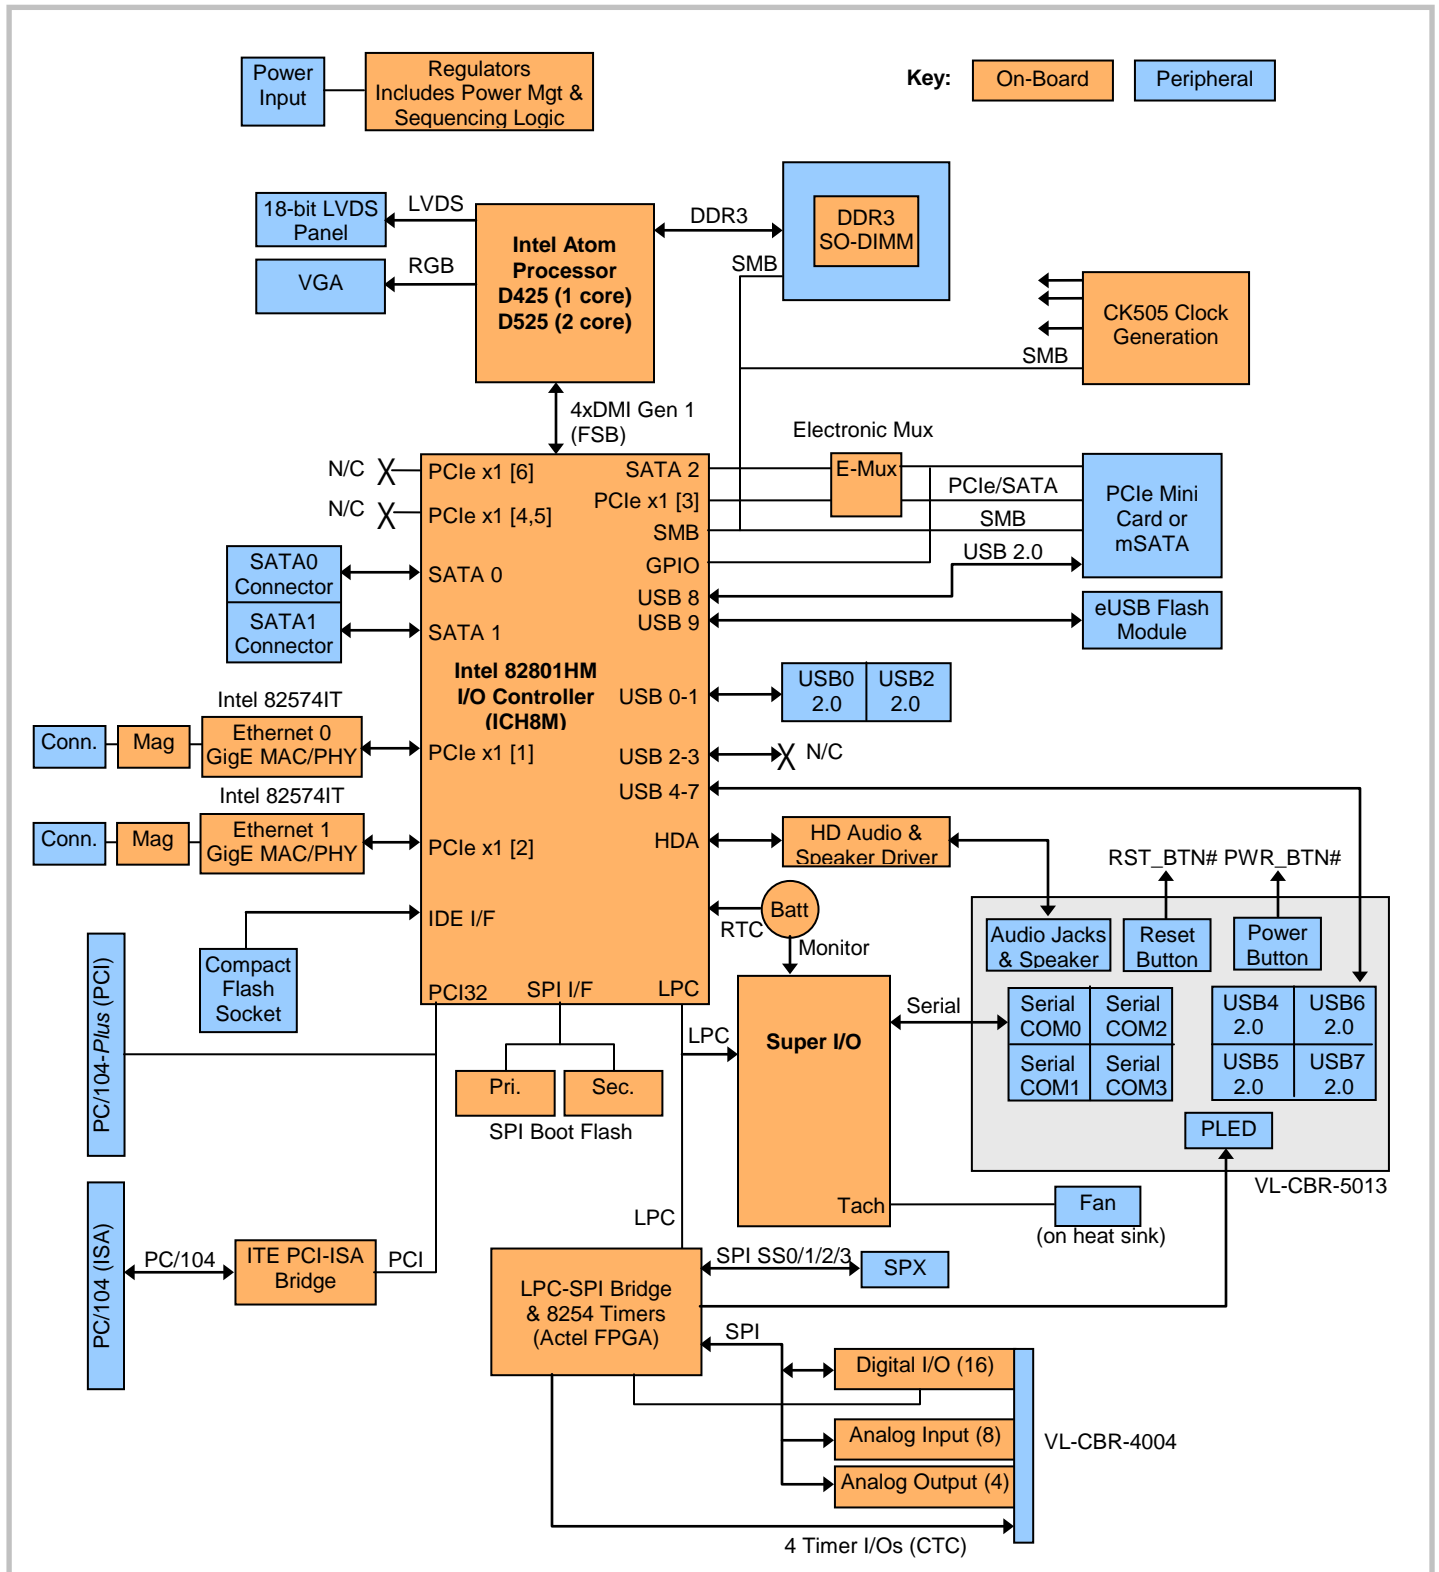 Power
Input
Regulators
Includes Power Mgt &
Sequencing Logic
Key:
On-Board
Peripheral
18-bit LVDS
Panel
LVDS
VGA
RGB
Intel Atom
Processor
D425 (1 core)
D525 (2 core)
DDR3
DDR3
SO-DIMM
SMB
CK505 Clock
Generation
SMB
4xDMI Gen 1
(FSB)
Electronic Mux
N/C
PCIe x1 [6]
SATA 2
E-Mux
N/C
PCIe x1 [4,5]
PCIe x1 [3]
PCIe/SATA
PCIe Mini
Card or
mSATA
SMB
SMB
GPIO
USB 2.0
SATA0
Connector
SATA 0
USB 8
SATA1
Connector
SATA 1
USB 9
eUSB Flash
Module
Intel 82801HM
I/O Controller
(ICH8M)
USB 0-1
USB0
2.0
USB2
2.0
Intel 82574IT
Conn.
Mag
Ethernet 0
GigE MAC/PHY
PCIe x1 [1]
USB 2-3
N/C
USB 4-7
Intel 82574IT
Conn.
Mag
Ethernet 1
GigE MAC/PHY
PCIe x1 [2]
HDA
HD Audio &
Speaker Driver
RST_BTN# PWR_BTN#
IDE I/F
RTC
Batt
Monitor
Audio Jacks
& Speaker
Reset
Button
Power
Button
PC/104-Plus (PCI)
Compact
Flash
Socket
PCI32
SPI I/F
LPC
LPC
Super I/O
Serial
Serial
COM0
Serial
COM2
Serial
COM1
Serial
COM3
USB4
2.0
USB6
2.0
USB5
2.0
USB7
2.0
Pri.
Sec.
SPI Boot Flash
PLED
VL-CBR-5013
Tach
Fan
(on heat sink)
LPC
PC/104 (ISA)
PC/104
ITE PCI-ISA
Bridge
PCI
LPC-SPI Bridge
& 8254 Timers
(Actel FPGA)
SPI SS0/1/2/3
SPX
SPI
Digital I/O (16)
Analog Input (8)
VL-CBR-4004
Analog Output (4)
4 Timer I/Os (CTC)